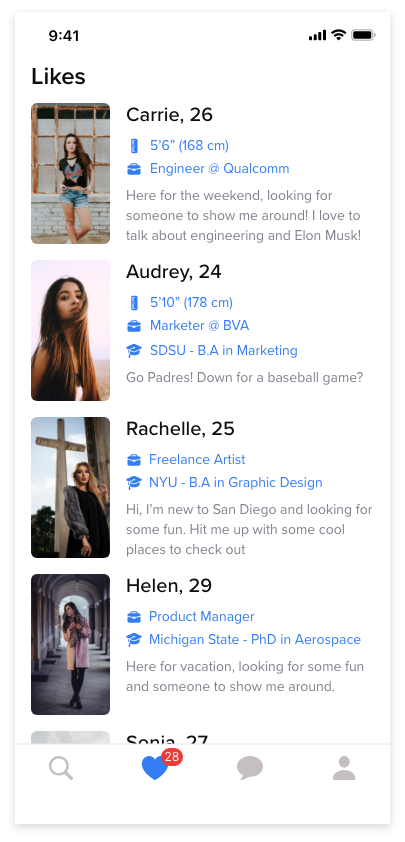 9:41
Likes
Carrie, 26
5’6” (168 cm)
Engineer @ Qualcomm
Here for the weekend, looking for
someone to show me around! I love to
talk about engineering and Elon Musk!
Audrey, 24
5’10” (178 cm)
Marketer @ BVA
SDSU - B.A in Marketing
Go Padres! Down for a baseball game?
Rachelle, 25
Freelance Artist
NYU - B.A in Graphic Design
Hi, I’m new to San Diego and looking for
some fun. Hit me up with some cool
places to check out
Helen, 29
Product Manager
Michigan State - PhD in Aerospace
Here for vacation, looking for some fun
and someone to show me around.
Sonia, 27
28